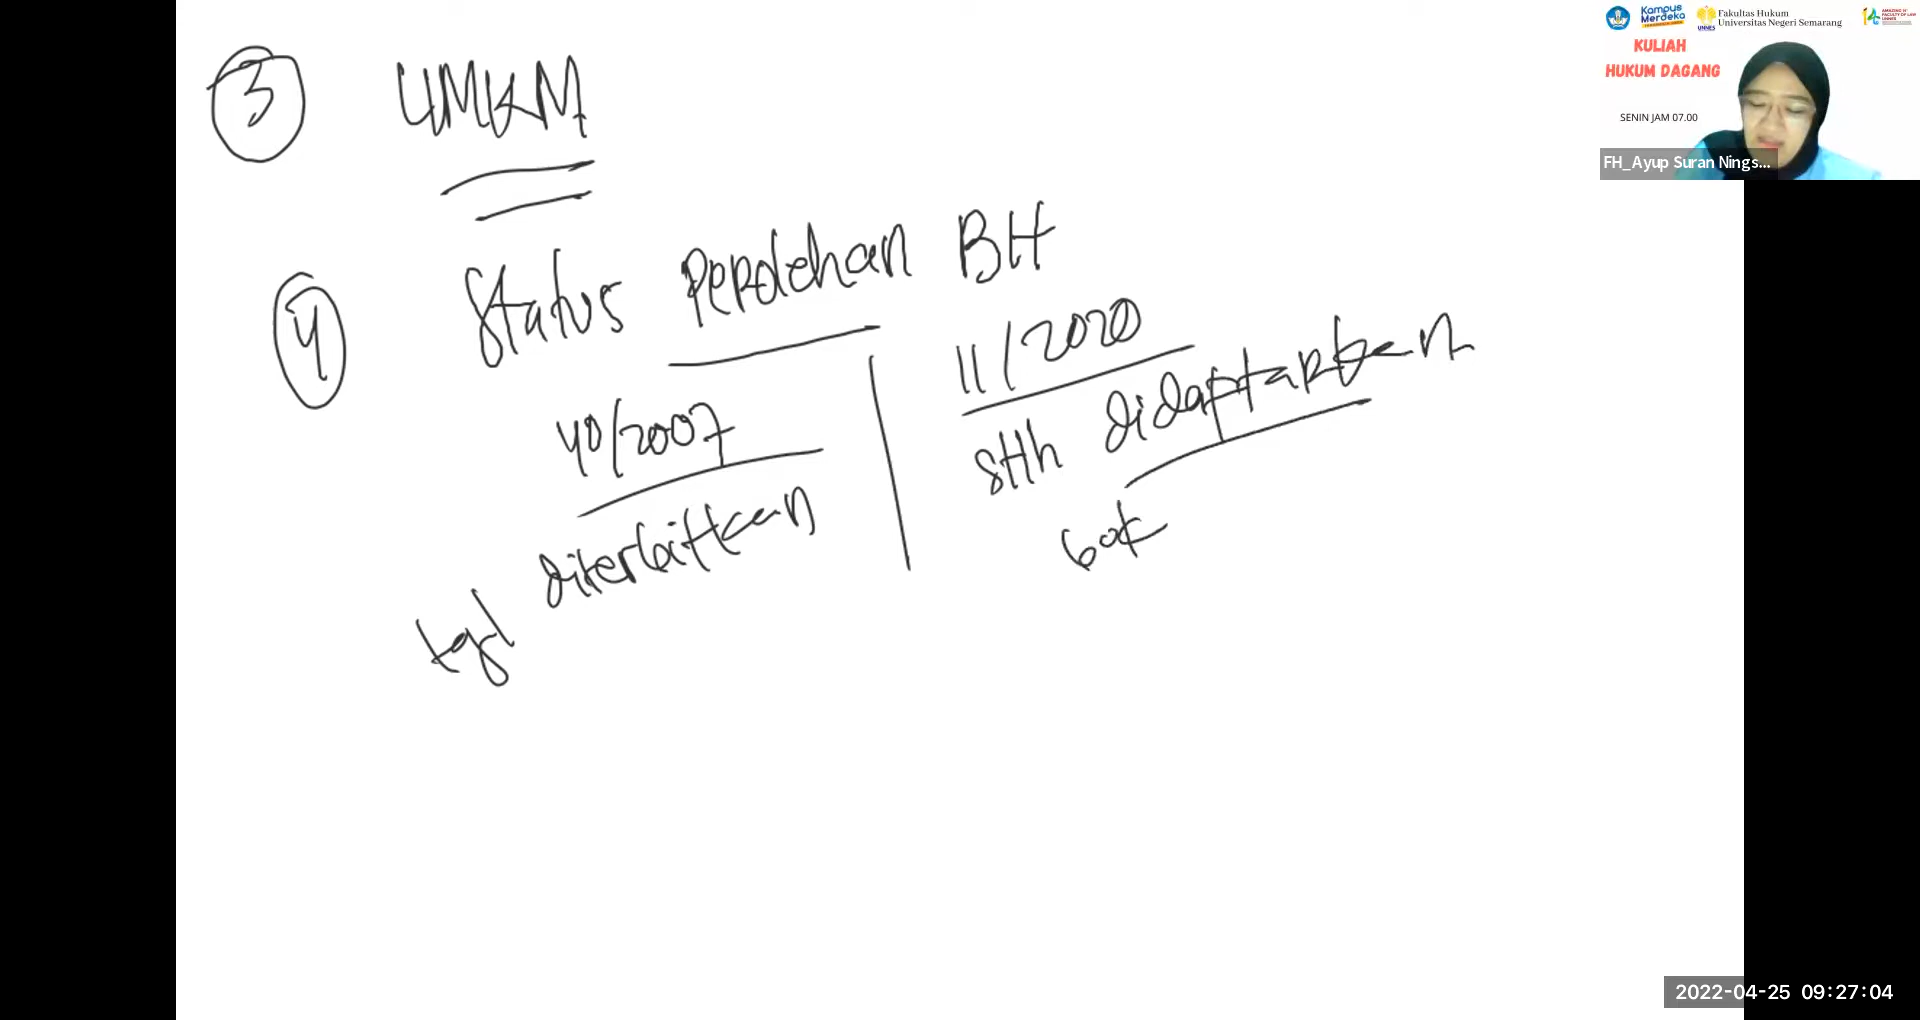 3 UMKM
4 Status Perolehan BH
40/2007
tgl diterbitkan
11/2020
stlh didaftarkan
Kampus
Merdeka
UNNES
Fakultas Hukum
Universitas Negeri Semarang
KULIAH
HUKUM DAGANG
SENIN JAM 07.00
FH_Ayup Suran Nings...
2022-04-25 09:27:04